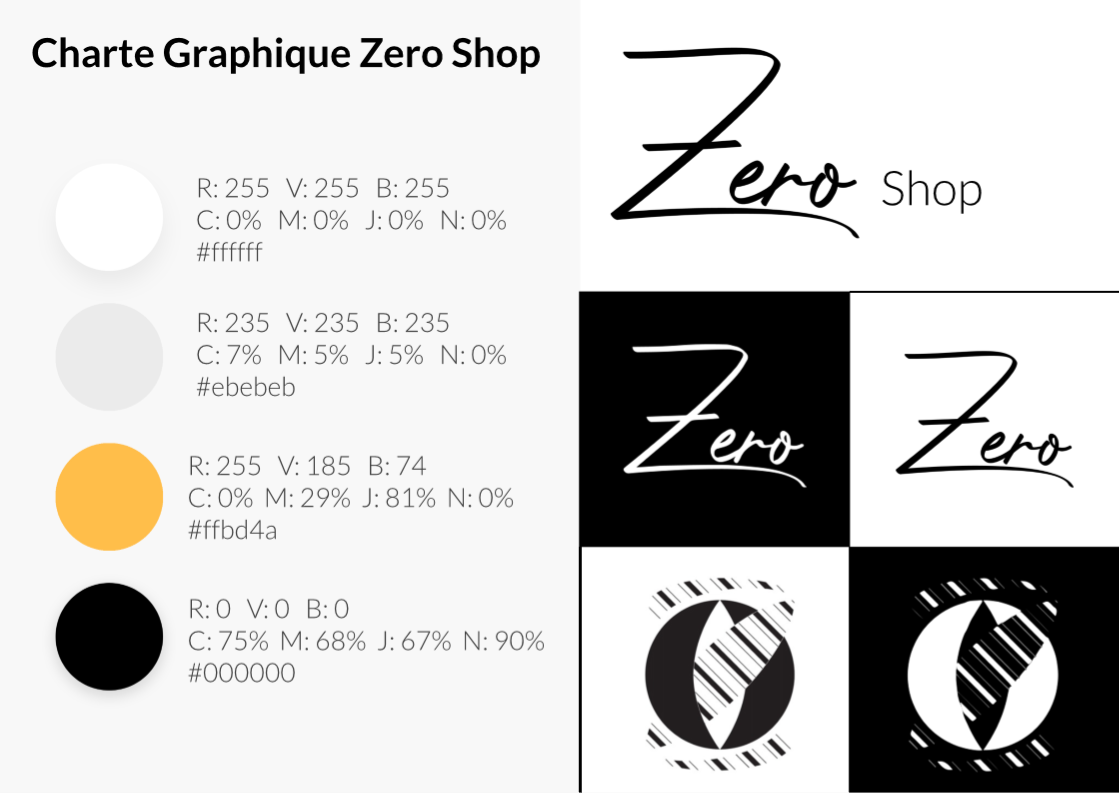 Charte Graphique Zero Shop
R: 255 V: 255 B: 255
C: 0% M: 0% J: 0% N: 0%
#ffffff
R: 235 V: 235 B: 235
C: 7% M: 5% J: 5% N: 0%
#ebebeb
R: 255 V: 185 B: 74
C: 0% M: 29% J: 81% N: 0%
#ffbd4a
R: 0 V: 0 B: 0
C: 75% M: 68% J: 67% N: 90%
#000000
Zero Shop
Zero
Zero